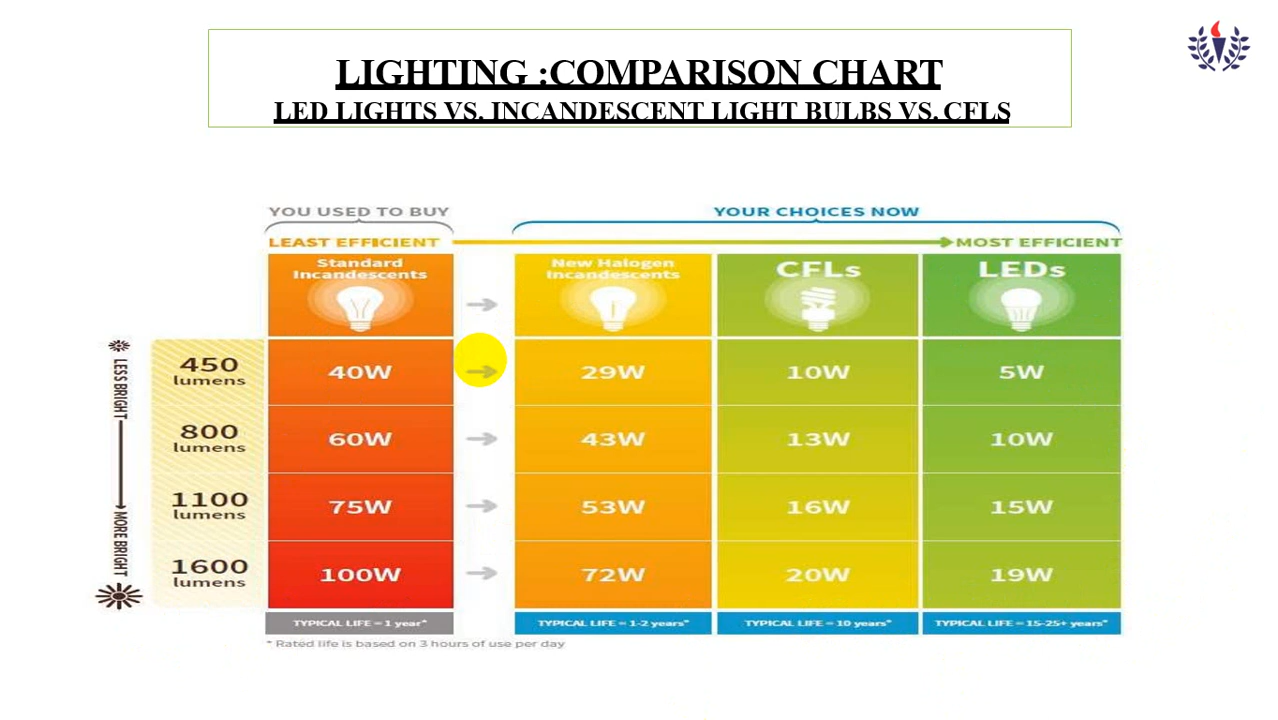 LIGHTING :COMPARISON CHART
LED LIGHTS VS. INCANDESCENT LIGHT BULBS VS. CFLS
YOU USED TO BUY
YOUR CHOICES NOW
LEAST EFFICIENT
MOST EFFICIENT
Standard
Incandescents
New Halogen
Incandescents
CFLs
LEDs
LESS BRIGHT
MORE BRIGHT
450
lumens
40W
29W
10W
5W
800
lumens
60W
43W
13W
10W
1100
lumens
75W
53W
16W
15W
1600
lumens
100W
72W
20W
19W
TYPICAL LIFE = 1 year*
TYPICAL LIFE = 1-2 years*
TYPICAL LIFE = 10 years*
TYPICAL LIFE = 15-25+ years*
* Rated life is based on 3 hours of use per day